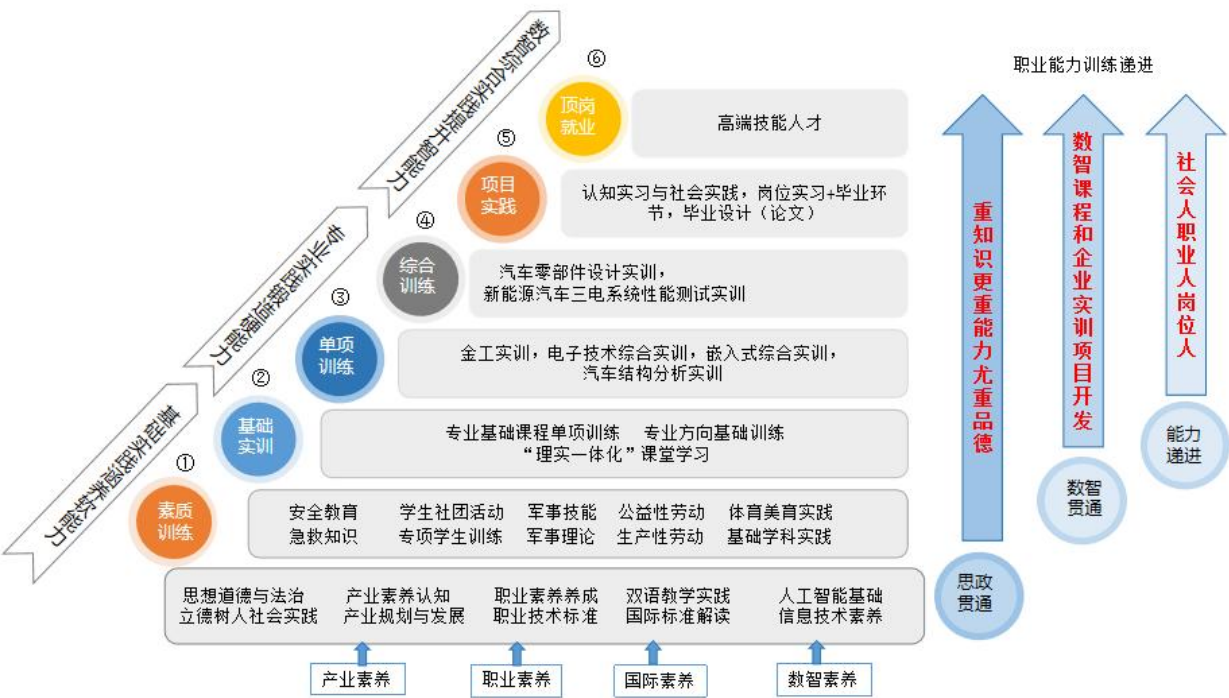 职业能力训练递进
数智综合实践提升智能力
专业实践锻造硬能力
基础实践涵养软能力
⑥
顶岗
就业
高端技能人才
⑤
项目
实践
认知实习与社会实践，岗位实习+毕业环
节，毕业设计（论文）
④
综合
训练
汽车零部件设计实训，
新能源汽车三电系统性能测试实训
③
单项
训练
金工实训，电子技术综合实训，嵌入式综合实训，
汽车结构分析实训
②
基础
实训
专业基础课程单项训练 专业方向基础训练
“理实一体化”课堂学习
①
素质
训练
安全教育 学生社团活动 军事技能 公益性劳动 体育美育实践
急救知识 专项学生训练 军事理论 生产性劳动 基础学科实践
思想道德与法治 产业素养认知 职业素养养成 双语教学实践 人工智能基础
立德树人社会实践 产业规划与发展 职业技术标准 国际标准解读 信息技术素养
产业素养 职业素养 国际素养 数智素养
重知识更重能力尤重品德
思政
贯通
数智课程和企业实训项目开发
数智
贯通
社会人职业人岗位人
能力
递进